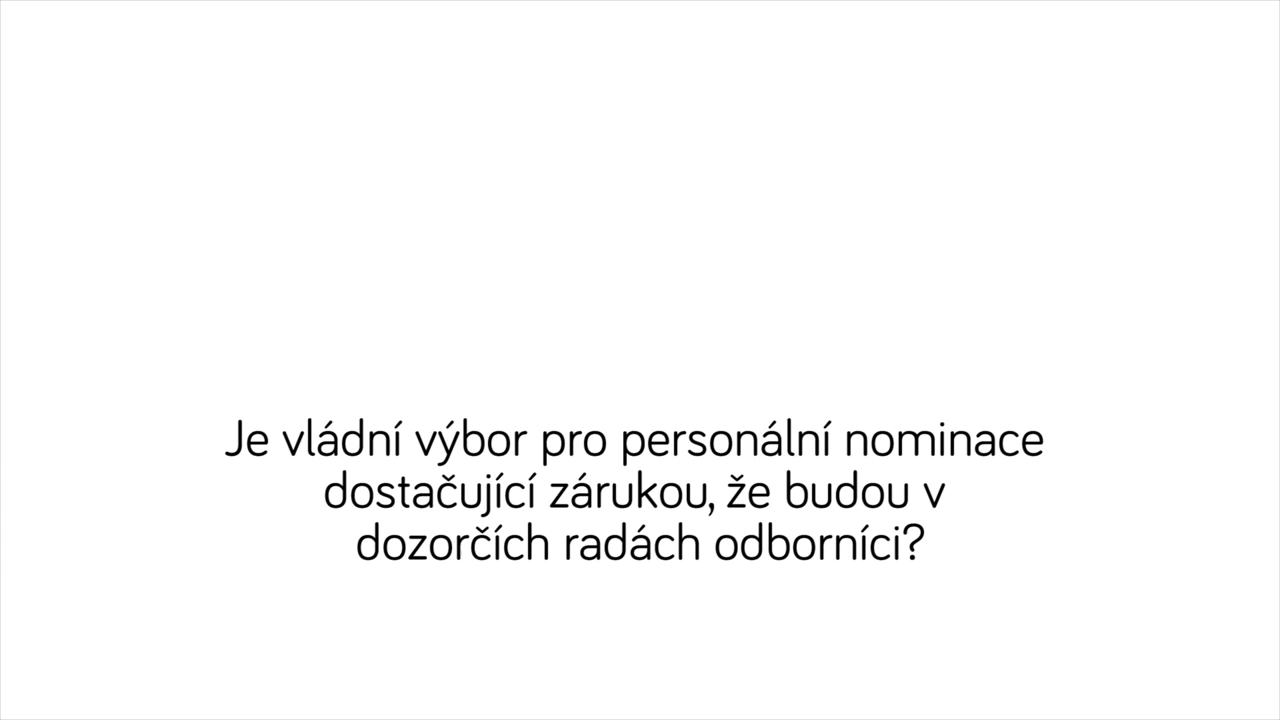 Je vládní výbor pro personální nominace
dostačující zárukou, že budou v
dozorčích radách odborníci?